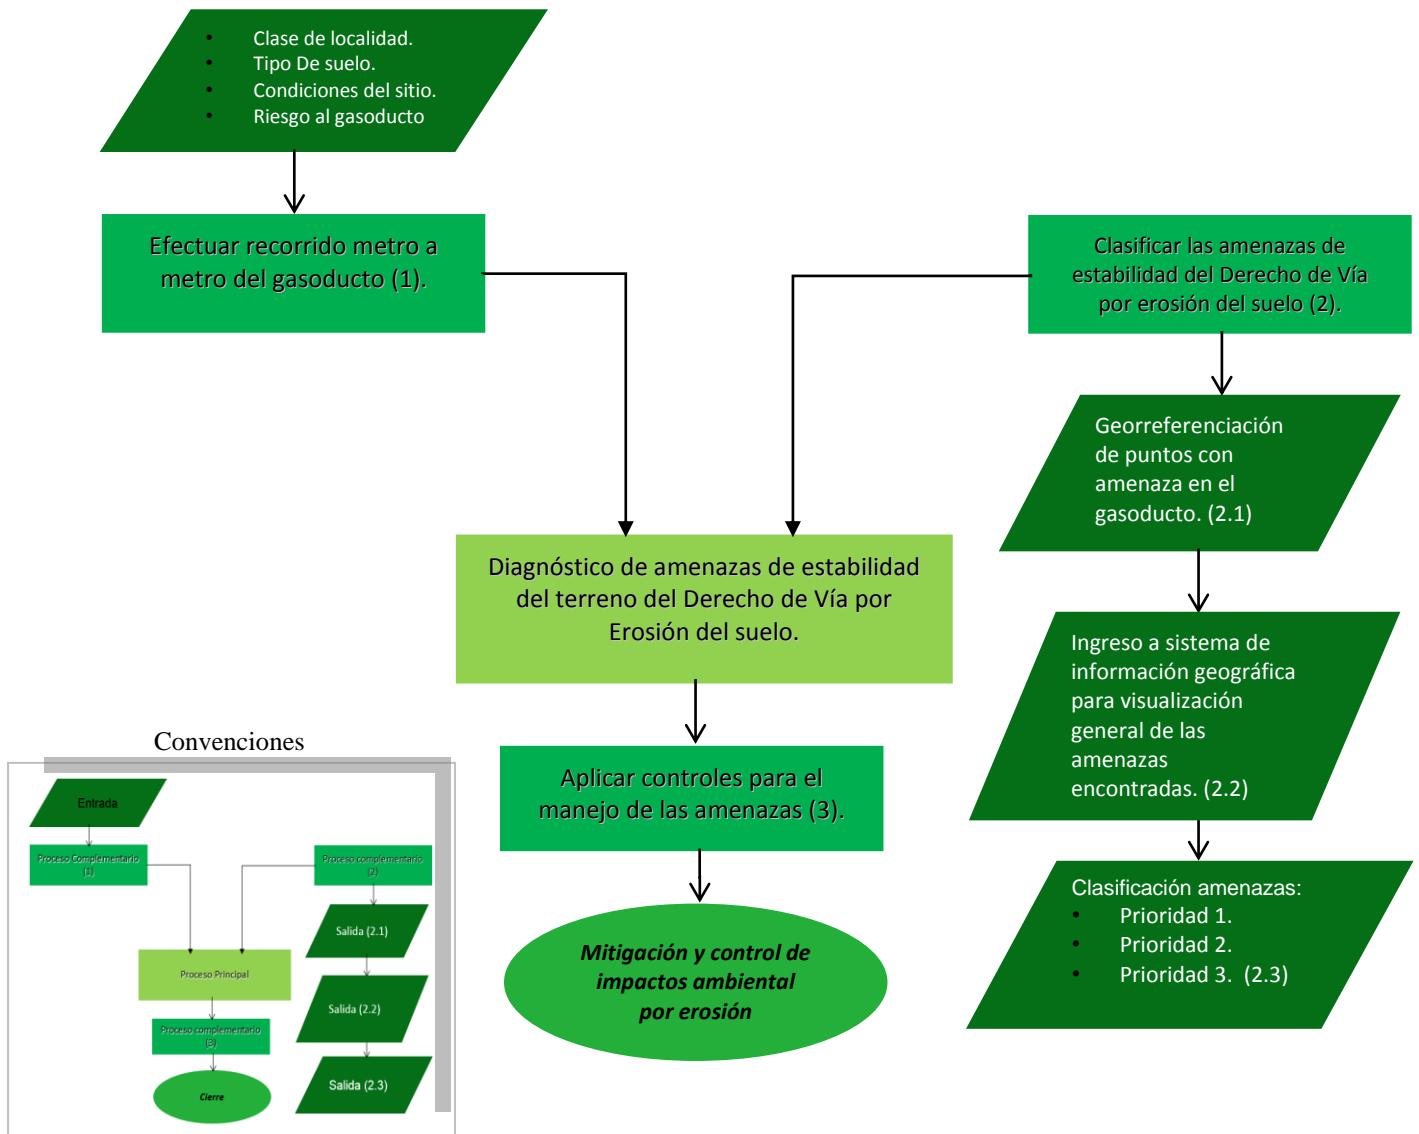 • Clase de localidad.
• Tipo De suelo.
• Condiciones del sitio.
• Riesgo al gasoducto
Efectuar recorrido metro a
metro del gasoducto (1).
Clasificar las amenazas de
estabilidad del Derecho de Vía
por erosión del suelo (2).
Georreferenciación
de puntos con
amenaza en el
gasoducto. (2.1)
Diagnóstico de amenazas de estabilidad
del terreno del Derecho de Vía por
Erosión del suelo.
Ingreso a sistema de
información geográfica
para visualización
general de las
amenazas
encontradas. (2.2)
Aplicar controles para el
manejo de las amenazas (3).
Clasificación amenazas:
• Prioridad 1.
• Prioridad 2.
• Prioridad 3. (2.3)
Mitigación y control de
impactos ambiental
por erosión
Convenciones
Entrada
Proceso Complementario
(1)
Proceso complementario
(2)
Salida (2.1)
Proceso Principal
Salida (2.2)
Proceso complementario
(3)
Salida (2.3)
Cierre